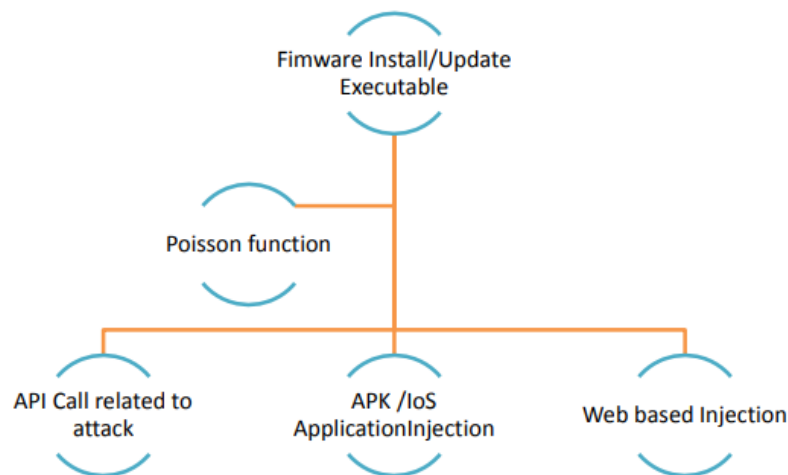 Fimware Install/Update
Executable
Poisson function
API Call related to
attack
APK /IoS
ApplicationInjection
Web based Injection